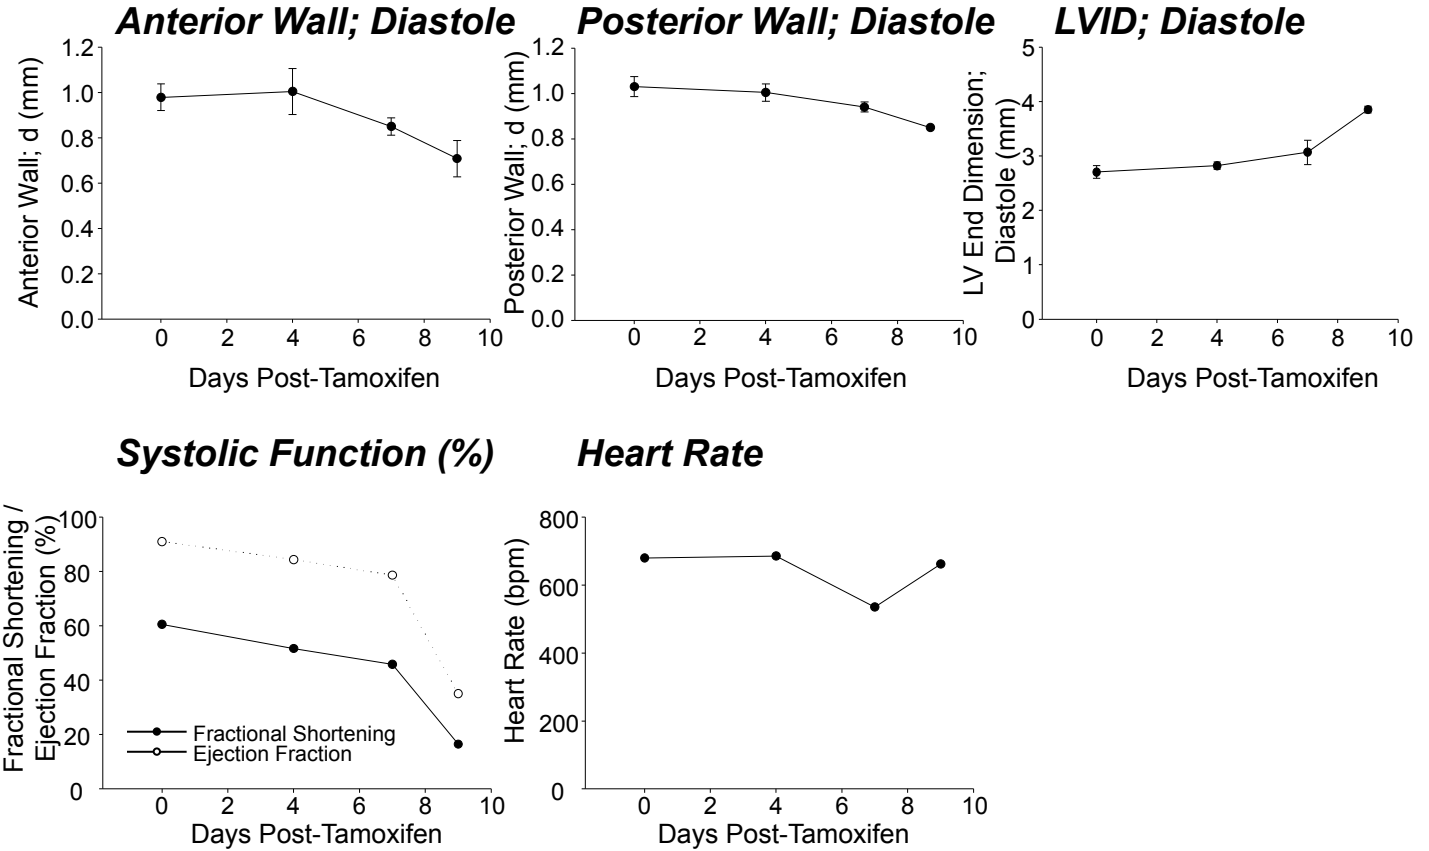 Anterior Wall; Diastole
Anterior Wall; d (mm)
1.2
1.0
0.8
0.6
0.4
0.2
0.0
0 2 4 6 8 10
Days Post-Tamoxifen
Posterior Wall; Diastole
Posterior Wall; d (mm)
1.2
1.0
0.8
0.6
0.4
0.2
0.0
0 2 4 6 8 10
Days Post-Tamoxifen
LVID; Diastole
LV End Dimension;
Diastole (mm)
5
4
3
2
1
0
0 2 4 6 8 10
Days Post-Tamoxifen
Systolic Function (%)
Fractional Shortening /
Ejection Fraction (%)
100
80
60
40
20
0
Fractional Shortening
Ejection Fraction
0 2 4 6 8 10
Days Post-Tamoxifen
Heart Rate
Heart Rate (bpm)
800
600
400
200
0
0 2 4 6 8 10
Days Post-Tamoxifen